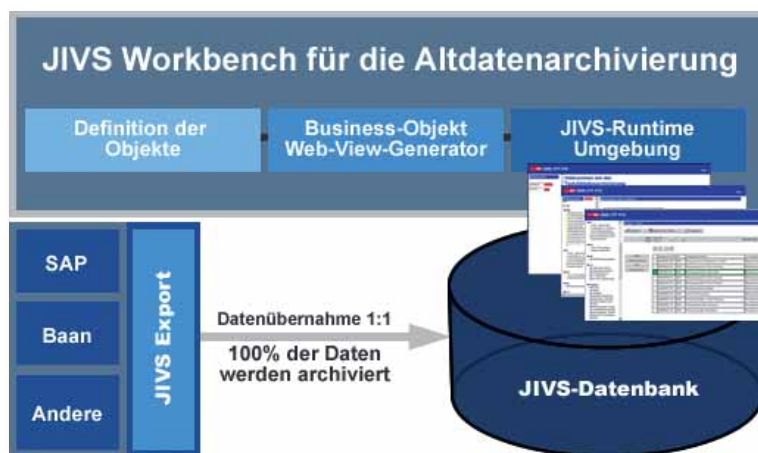 JIVS Workbench für die Altdatenarchivierung
Definition der
Objekte
Business-Objekt
Web-View-Generator
JIVS-Runtime
Umgebung
SAP
Baan
Andere
JIVS Export
Datenübernahme 1:1
100% der Daten
werden archiviert
JIVS-Datenbank